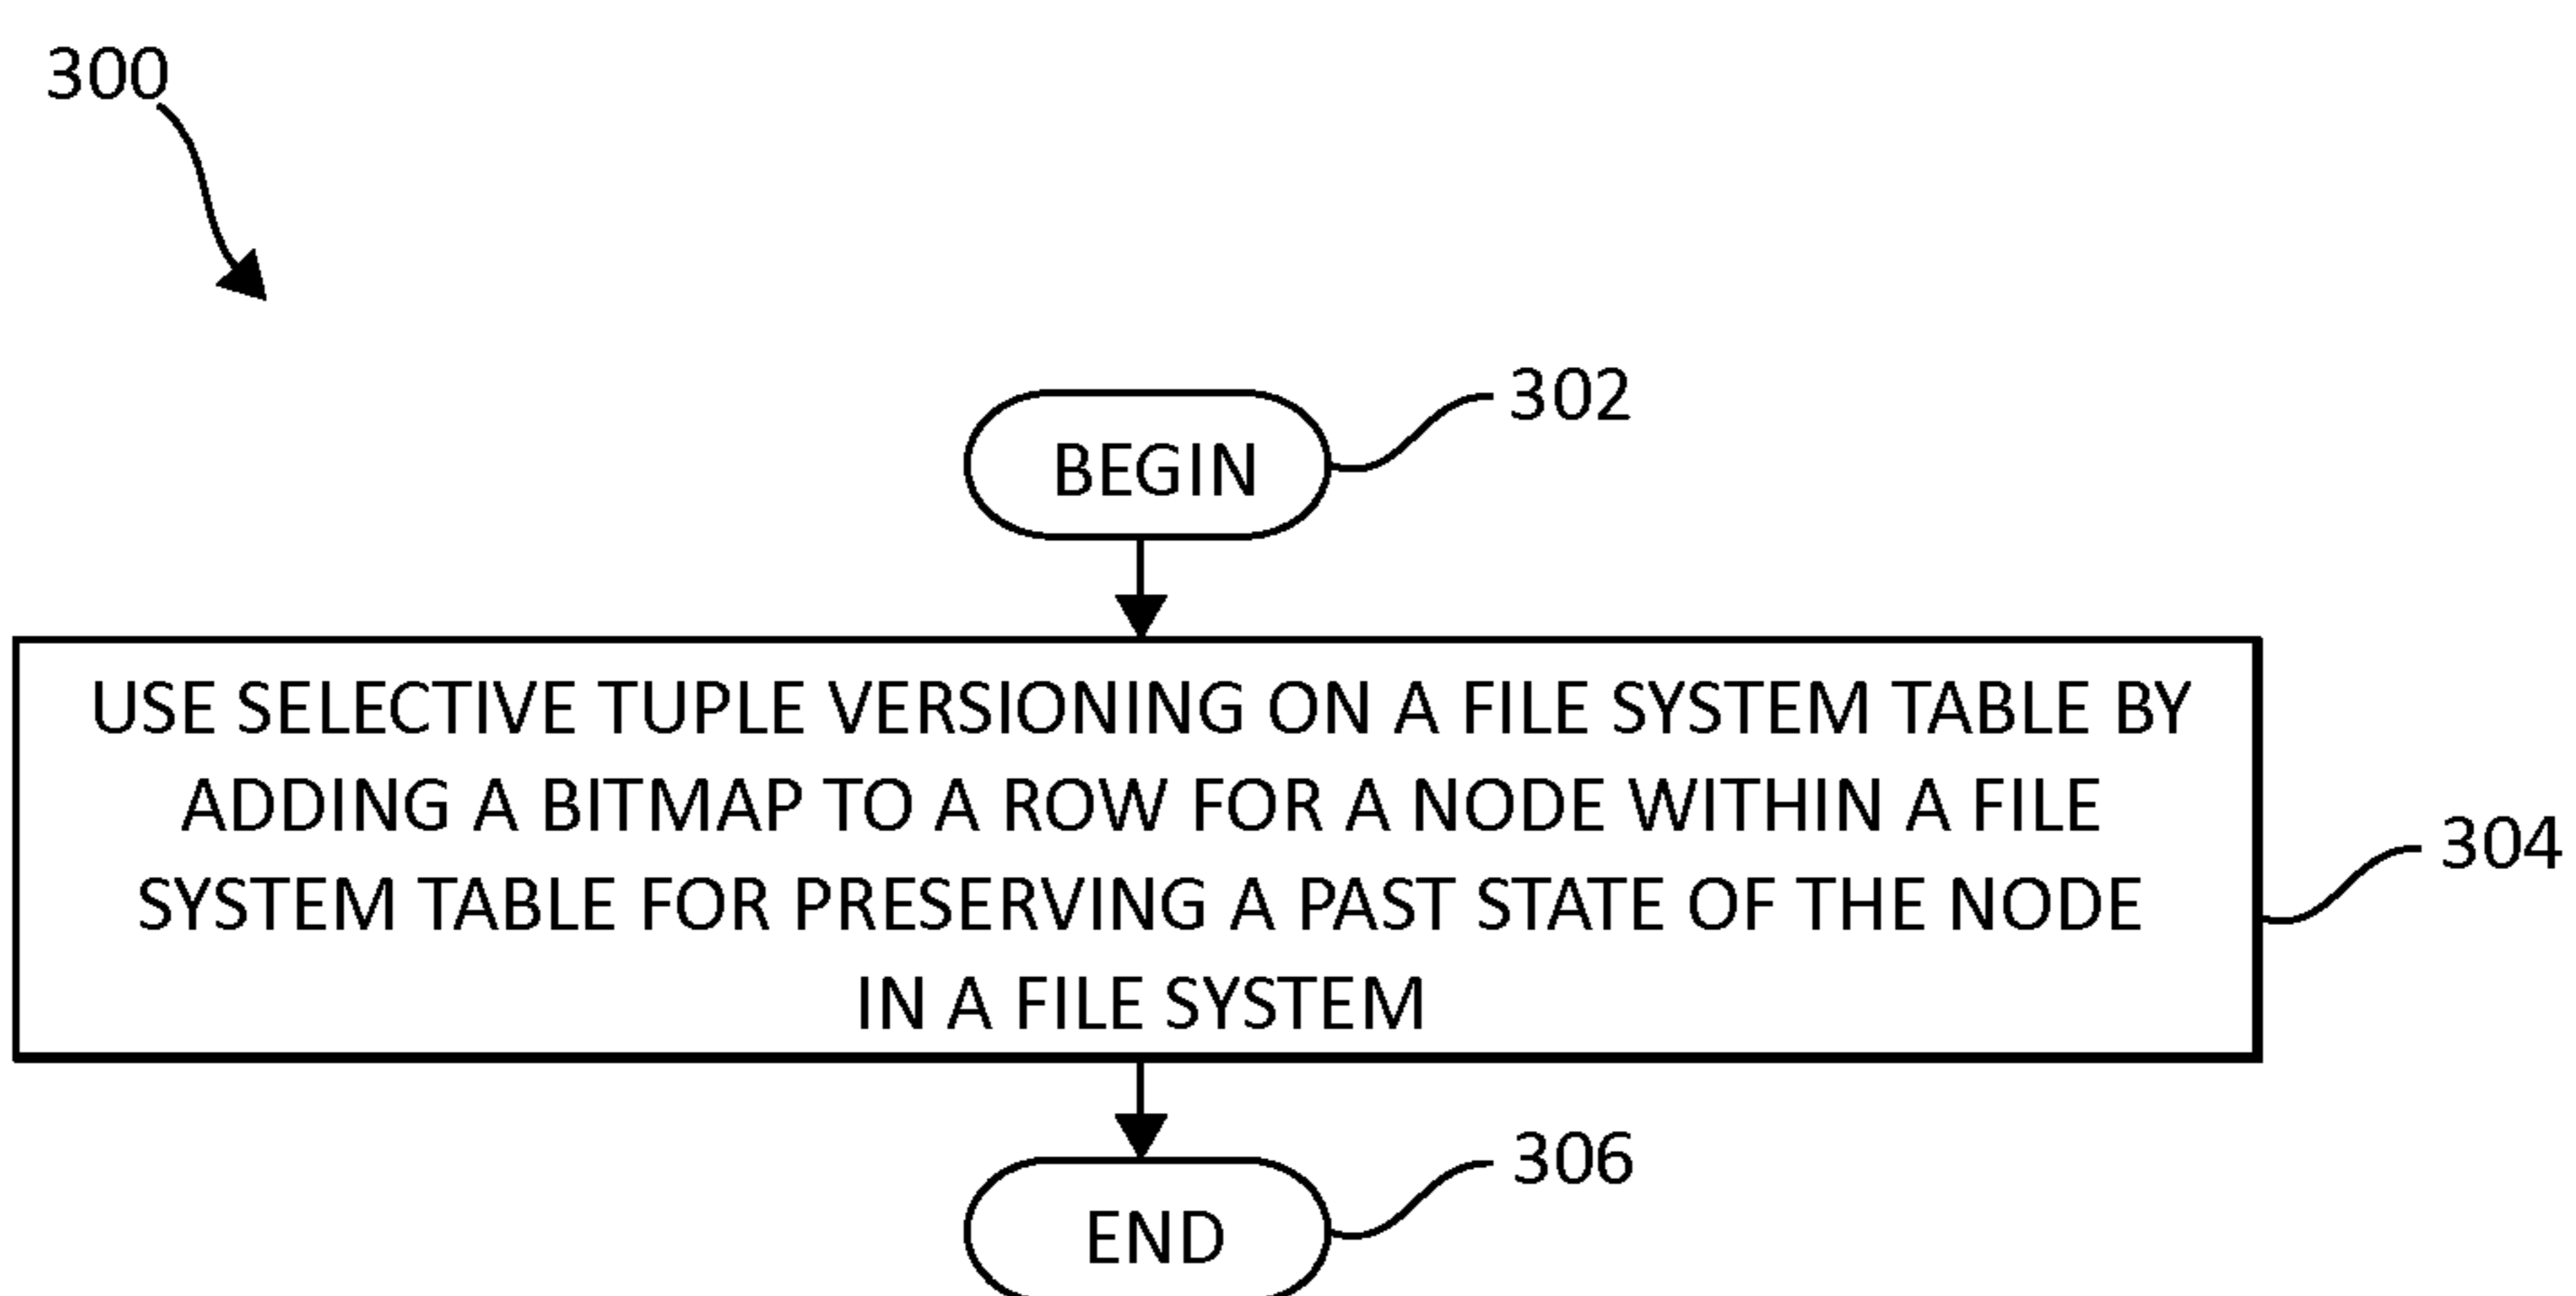 300
302
BEGIN
USE SELECTIVE TUPLE VERSIONING ON A FILE SYSTEM TABLE BY
ADDING A BITMAP TO A ROW FOR A NODE WITHIN A FILE
SYSTEM TABLE FOR PRESERVING A PAST STATE OF THE NODE
IN A FILE SYSTEM
304
306
END